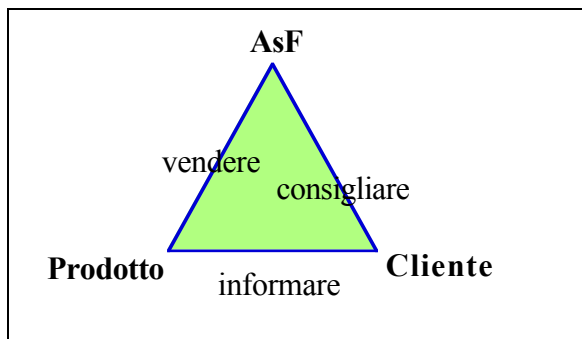 AsF
vendere
consigliare
Prodotto
Cliente
informare